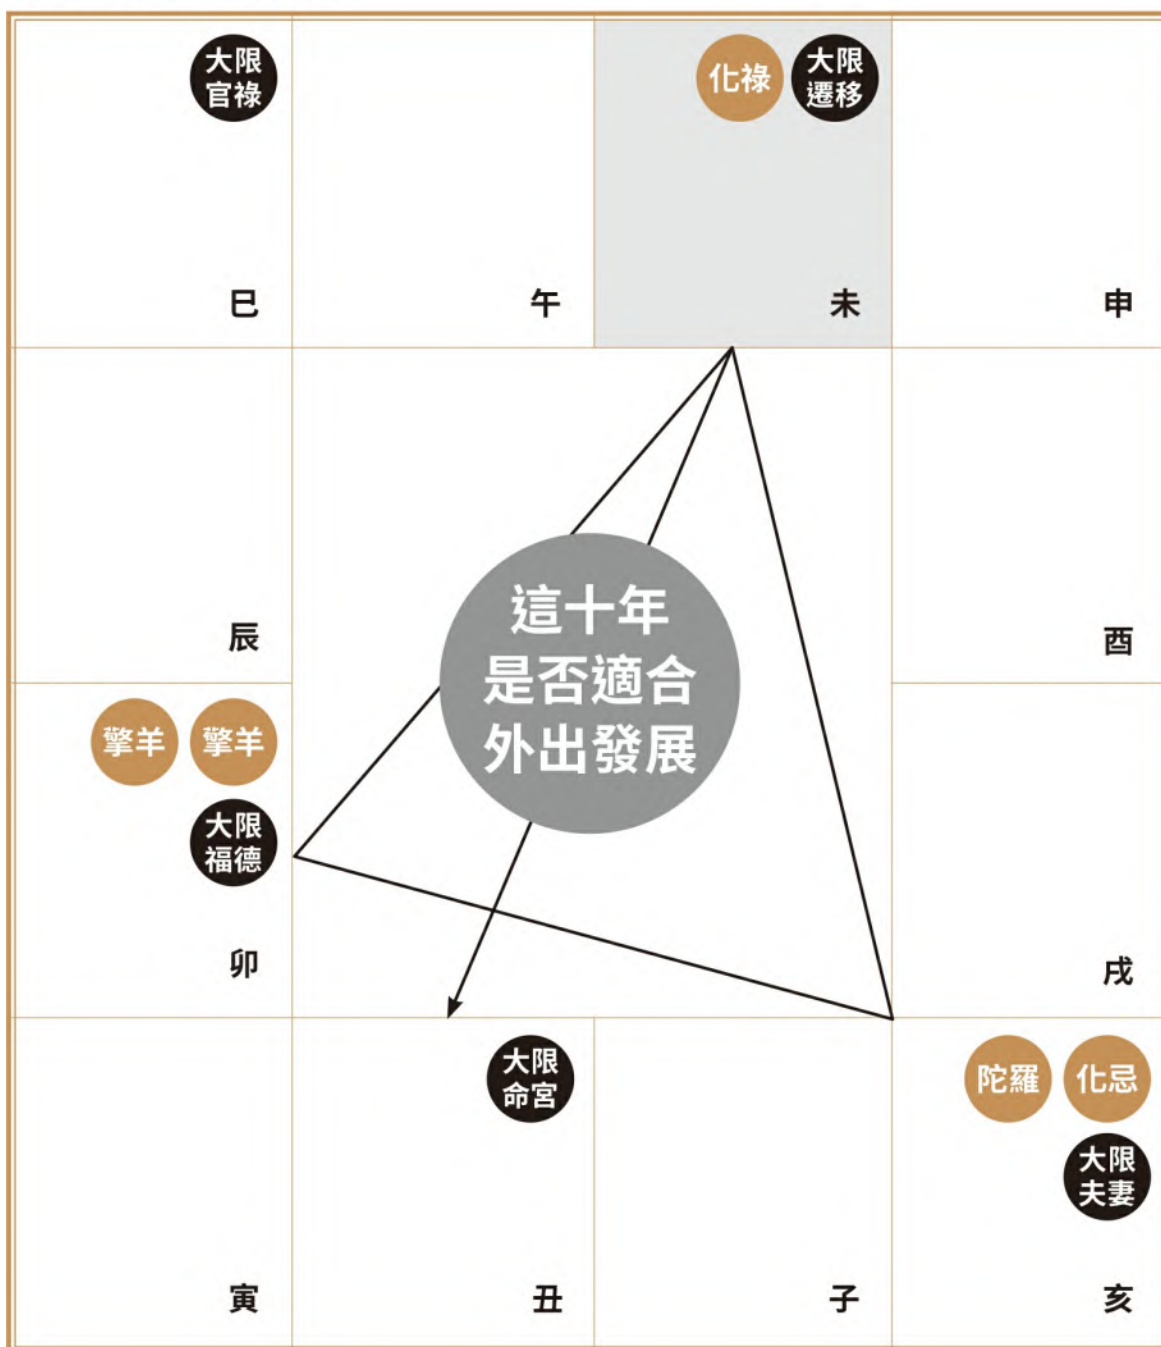 大限
官祿
巳
午
化祿
大限
遷移
未
申
辰
這十年
是否適合
外出發展
酉
擎羊
擎羊
大限
福德
卯
戌
寅
大限
命宮
丑
子
陀羅
化忌
大限
夫妻
亥